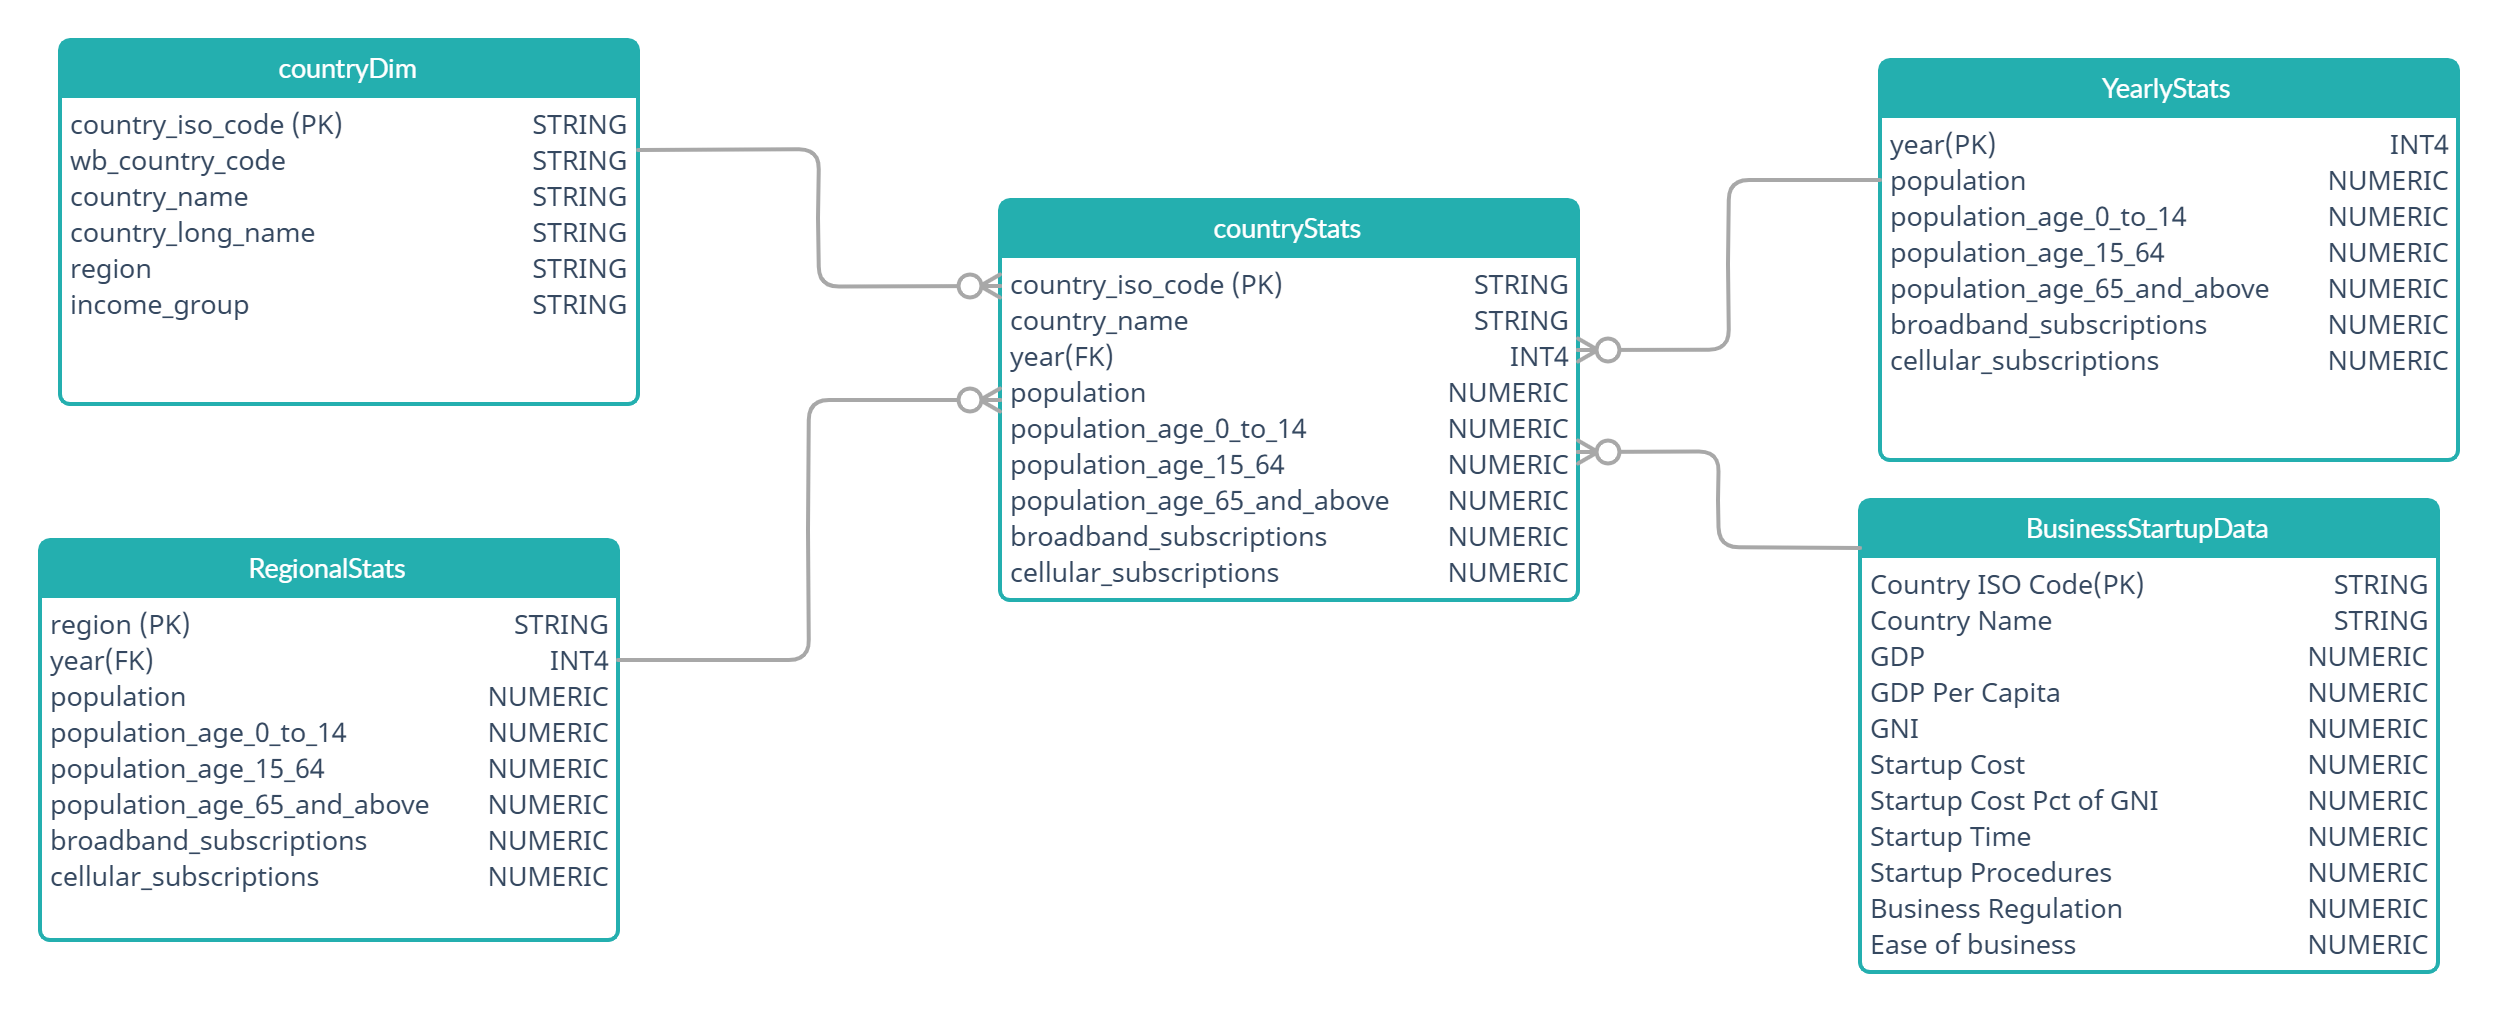 countryDim
country_iso_code (PK) STRING
wb_country_code STRING
country_name STRING
country_long_name STRING
region STRING
income_group STRING
RegionalStats
region (PK) STRING
year(FK) INT4
population NUMERIC
population_age_0_to_14 NUMERIC
population_age_15_64 NUMERIC
population_age_65_and_above NUMERIC
broadband_subscriptions NUMERIC
cellular_subscriptions NUMERIC
countryStats
country_iso_code (PK) STRING
country_name STRING
year(FK) INT4
population NUMERIC
population_age_0_to_14 NUMERIC
population_age_15_64 NUMERIC
population_age_65_and_above NUMERIC
broadband_subscriptions NUMERIC
cellular_subscriptions NUMERIC
YearlyStats
year(PK) INT4
population NUMERIC
population_age_0_to_14 NUMERIC
population_age_15_64 NUMERIC
population_age_65_and_above NUMERIC
broadband_subscriptions NUMERIC
cellular_subscriptions NUMERIC
BusinessStartupData
Country ISO Code(PK) STRING
Country Name STRING
GDP NUMERIC
GDP Per Capita NUMERIC
GNI NUMERIC
Startup Cost NUMERIC
Startup Cost Pct of GNI NUMERIC
Startup Time NUMERIC
Startup Procedures NUMERIC
Business Regulation NUMERIC
Ease of business NUMERIC